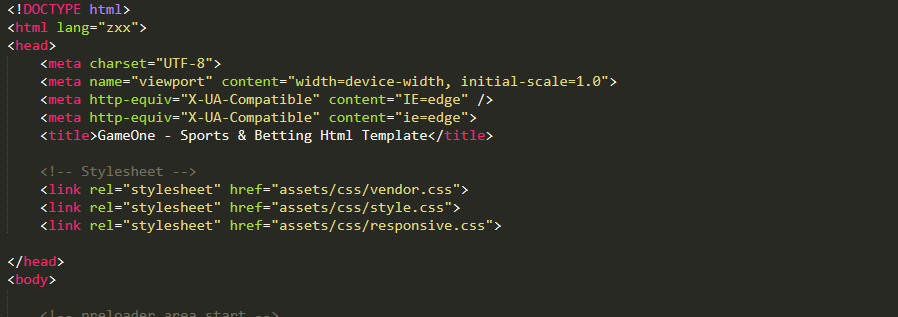 <!DOCTYPE html>
<html lang="zxx">
<head>
<meta charset="UTF-8">
<meta name="viewport" content="width=device-width, initial-scale=1.0">
<meta http-equiv="X-UA-Compatible" content="IE=edge" />
<meta http-equiv="X-UA-Compatible" content="ie=edge">
<title>GameOne - Sports & Betting Html Template</title>
<!-- Stylesheet -->
<link rel="stylesheet" href="assets/css/vendor.css">
<link rel="stylesheet" href="assets/css/style.css">
<link rel="stylesheet" href="assets/css/responsive.css">
</head>
<body>
<!-- preloader area start -->